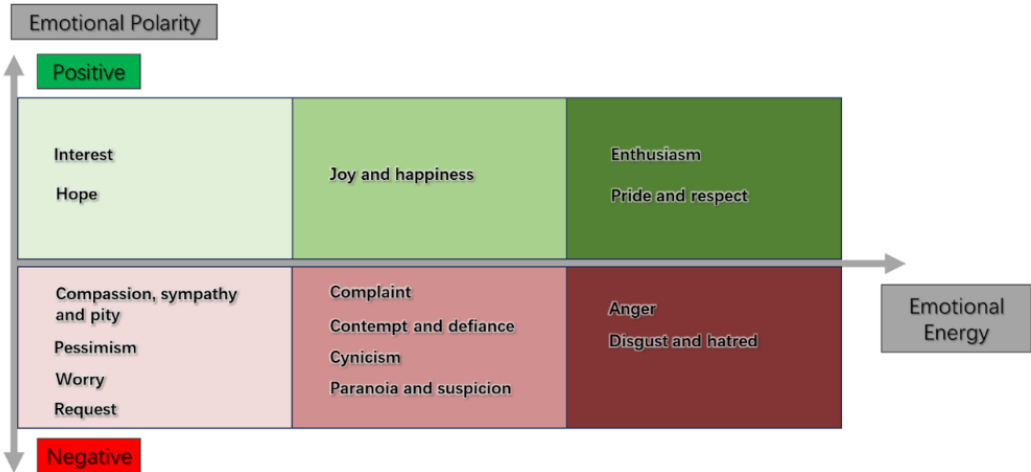 Emotional Polarity
Positive
Interest
Hope
Joy and happiness
Enthusiasm
Pride and respect
Compassion, sympathy
and pity
Pessimism
Worry
Request
Complaint
Contempt and defiance
Cynicism
Paranoia and suspicion
Anger
Disgust and hatred
Emotional
Energy
Negative